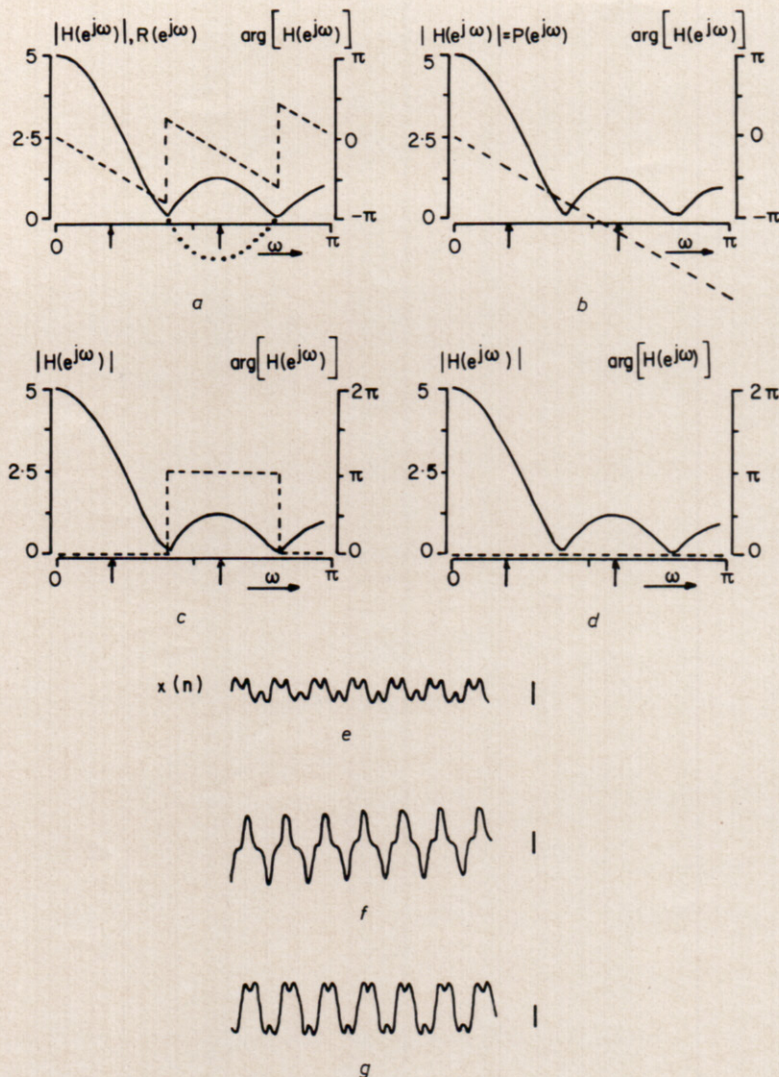 |H(e^jω)|, R(e^jω) arg[H(e^jω)]
5 π
2·5 0
0 -π
0 ω π
a
|H(e^jω)|=P(e^jω) arg[H(e^jω)]
5 π
2·5 0
0 -π
0 ω π
b
|H(e^jω)| arg[H(e^jω)]
5 2π
2·5 π
0 0
0 ω π
c
|H(e^jω)| arg[H(e^jω)]
5 2π
2·5 π
0 0
0 ω π
d
x(n)
e
f
g